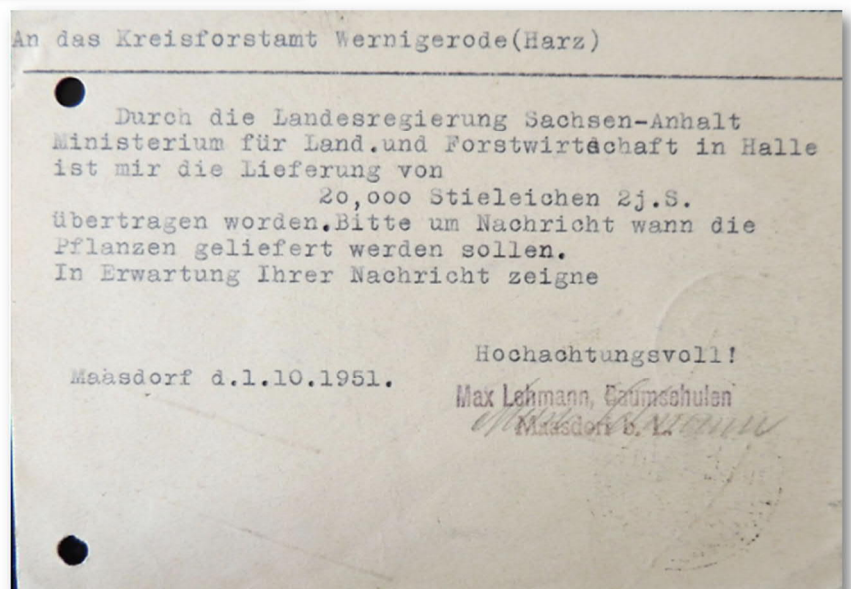 An das Kreisforstamt Wernigerode(Harz)
Durch die Landesregierung Sachsen-Anhalt
Ministerium für Land.und Forstwirtschaft in Halle
ist mir die Lieferung von
20,000 Stieleichen 2j.S.
übertragen worden.Bitte um Nachricht wann die
Pflanzen geliefert werden sollen.
In Erwartung Ihrer Nachricht zeigne
Hochachtungsvoll!
Maasdorf d.1.10.1951.
Max Lehmann, Baumschulen
Maasdorf b. L.